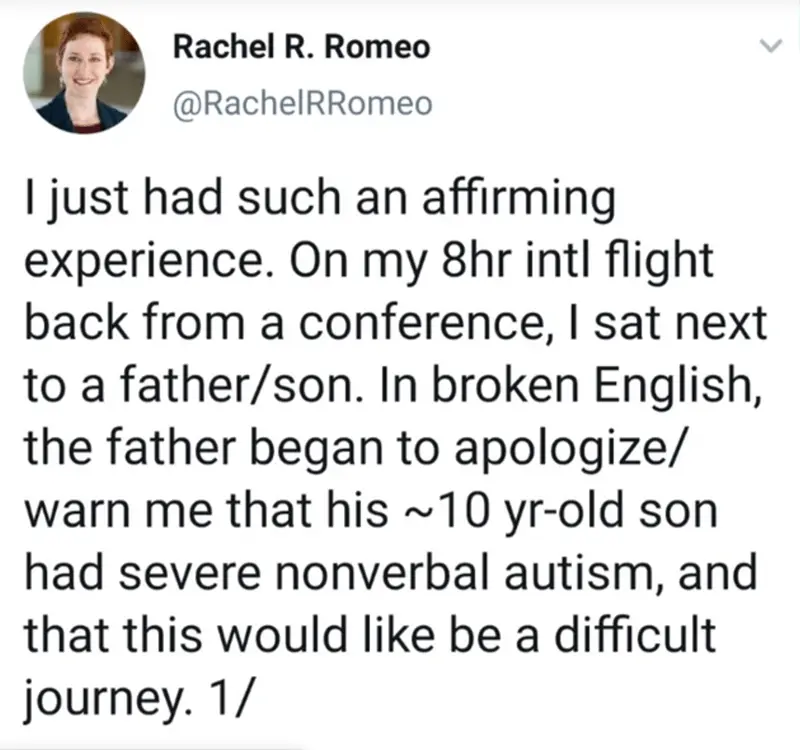 Rachel R. Romeo
@RachelRRomeo
I just had such an affirming
experience. On my 8hr intl flight
back from a conference, I sat next
to a father/son. In broken English,
the father began to apologize/
warn me that his ~10 yr-old son
had severe nonverbal autism, and
that this would like be a difficult
journey. 1/